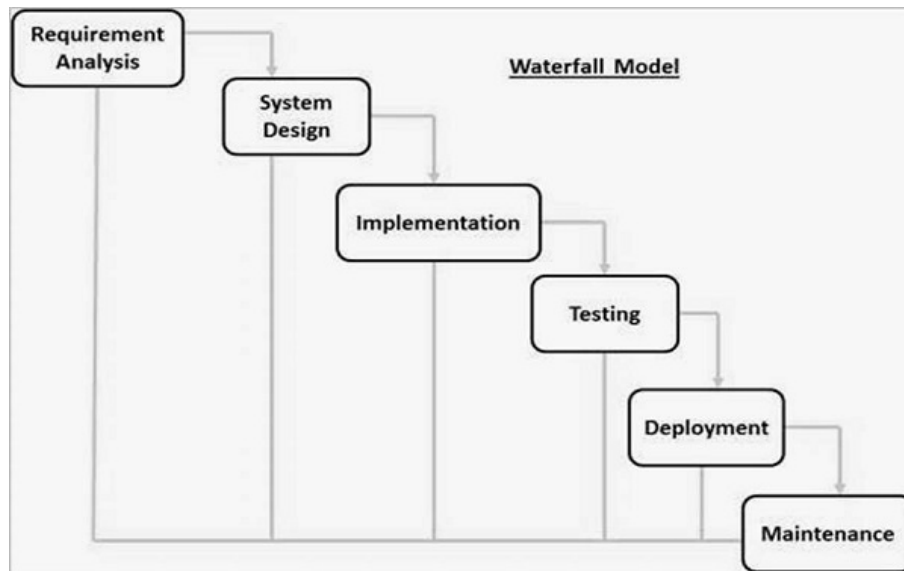 Requirement
Analysis
Waterfall Model
System
Design
Implementation
Testing
Deployment
Maintenance